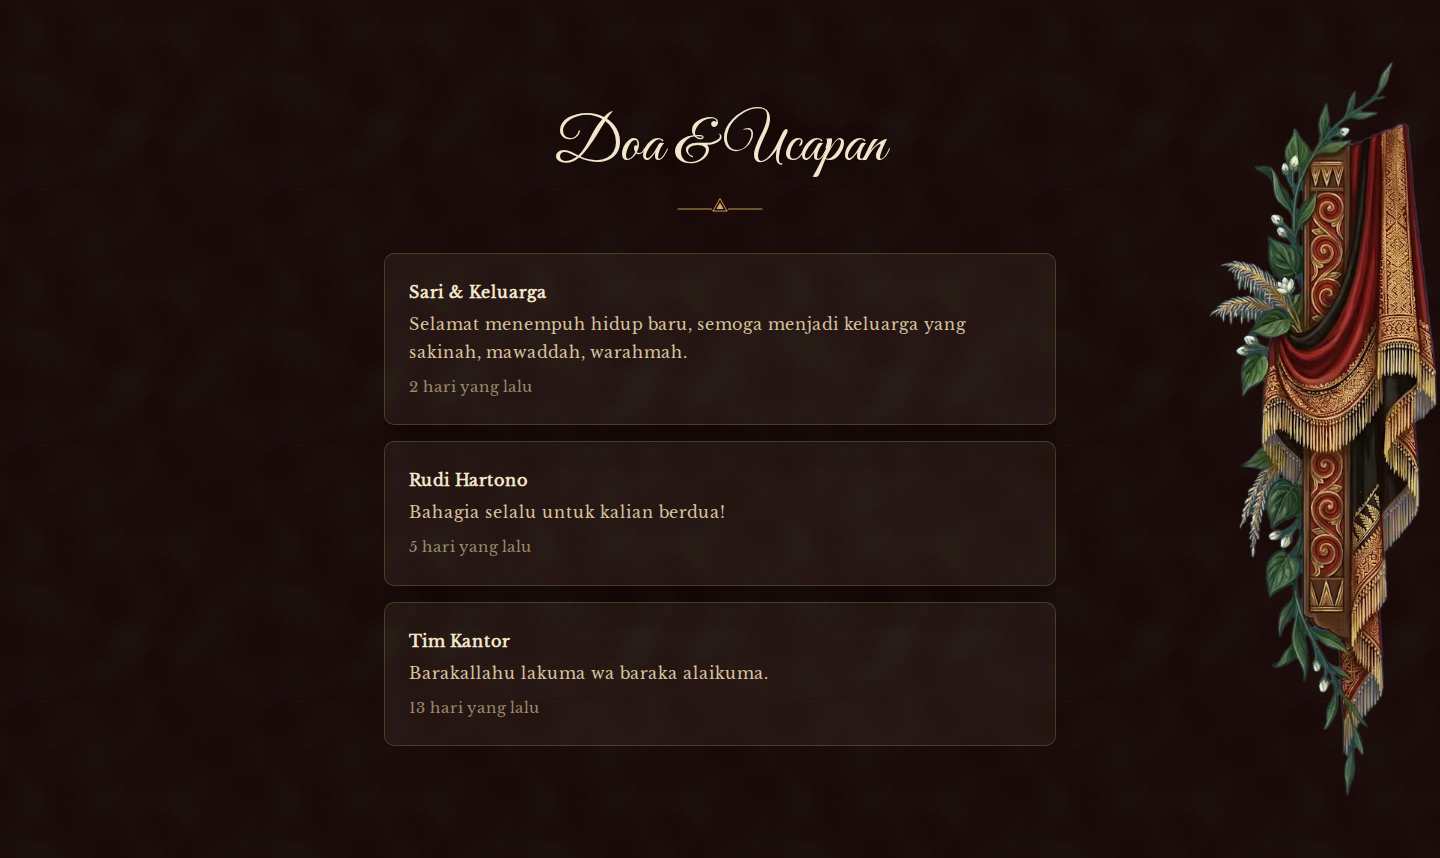 Doa & Ucapan
Sari & Keluarga
Selamat menempuh hidup baru, semoga menjadi keluarga yang
sakinah, mawaddah, warahmah.
2 hari yang lalu
Rudi Hartono
Bahagia selalu untuk kalian berdua!
5 hari yang lalu
Tim Kantor
Barakallahu lakuma wa baraka alaikuma.
13 hari yang lalu